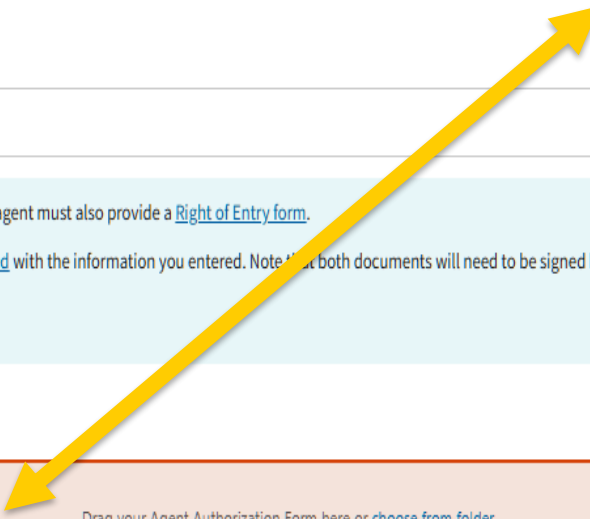 gent must also provide a Right of Entry form.
d with the information you entered. Note that both documents will need to be signed
Drag your Agent Authorization Form here or choose from folder